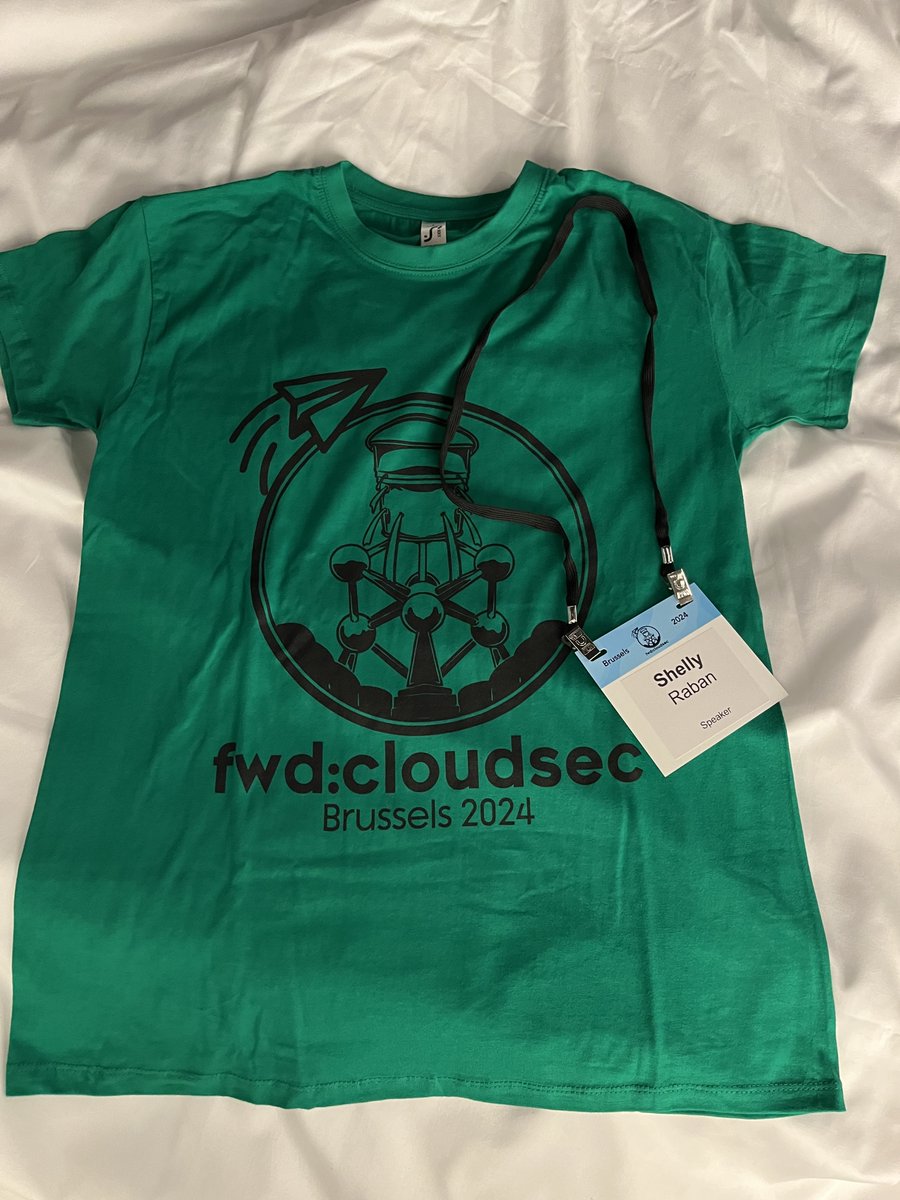 fwd:cloudsec
Brussels 2024
Brussels
2024
Shelly
Raban
Speaker